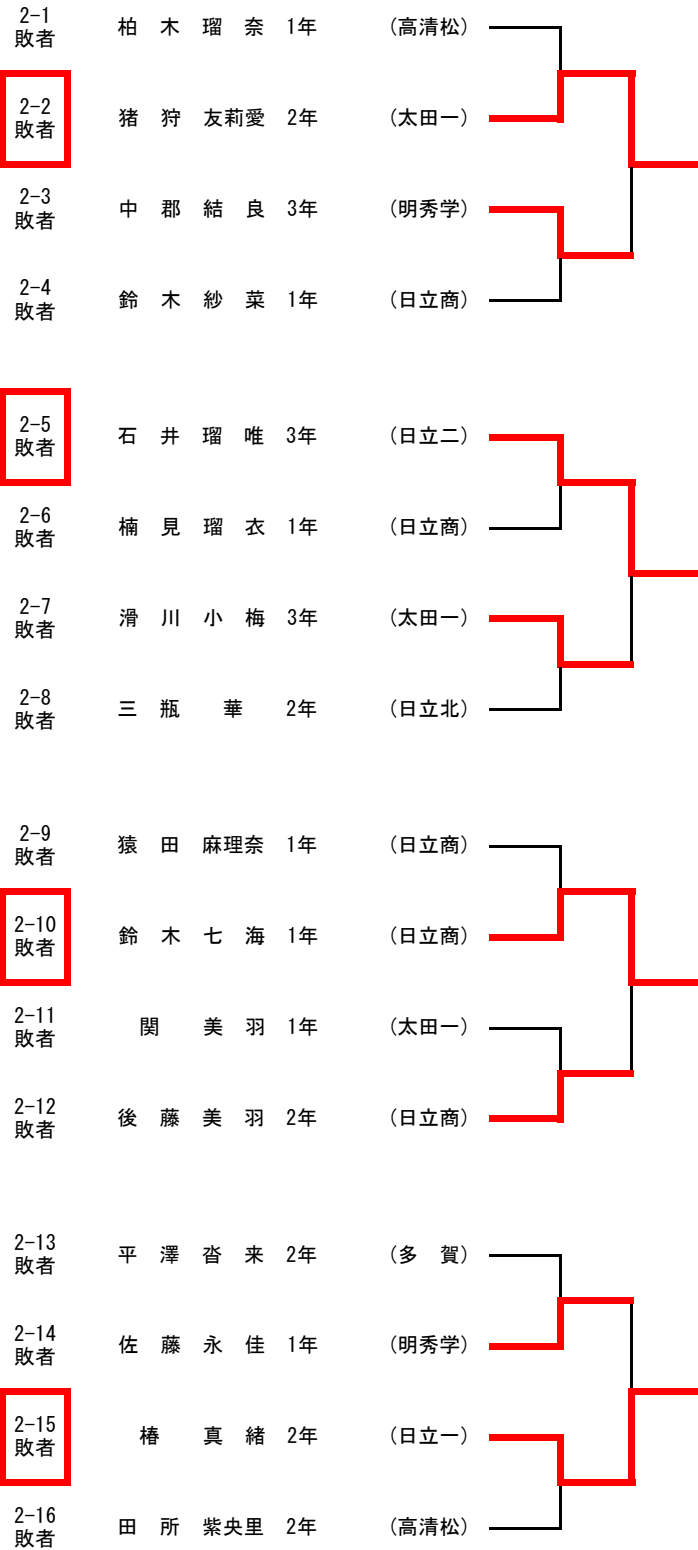 2-1
敗者
柏木瑠奈 1年 (高清松)
2-2
敗者
猪狩友莉愛 2年 (太田一)
2-3
敗者
中郡結良 3年 (明秀学)
2-4
敗者
鈴木紗菜 1年 (日立商)
2-5
敗者
石井瑠唯 3年 (日立二)
2-6
敗者
楠見瑠衣 1年 (日立商)
2-7
敗者
滑川小梅 3年 (太田一)
2-8
敗者
三瓶華 2年 (日立北)
2-9
敗者
猿田麻理奈 1年 (日立商)
2-10
敗者
鈴木七海 1年 (日立商)
2-11
敗者
関美羽 1年 (太田一)
2-12
敗者
後藤美羽 2年 (日立商)
2-13
敗者
平澤沓来 2年 (多賀)
2-14
敗者
佐藤永佳 1年 (明秀学)
2-15
敗者
椿真緒 2年 (日立一)
2-16
敗者
田所紫央里 2年 (高清松)